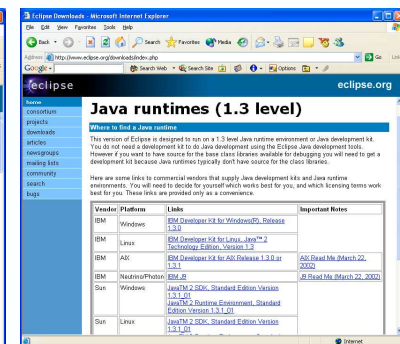 Eclipse Downloads - Microsoft Internet Explorer
File Edit View Favorites Tools Help
Back Search Favorites Media
Address http://www.eclipse.org/downloads/index.php Go Link
Google Search Web Search Site Options
eclipse eclipse.org
home
consortium
projects
downloads
articles
newsgroups
mailing lists
community
search
bugs
Java runtimes (1.3 level)
Where to find a Java runtime
This version of Eclipse is designed to run on a 1.3 level Java runtime environment or Java development kit.
You do not need a development kit to do Java development using the Eclipse Java development tools.
However if you want to have source for the base class libraries available for debugging you will need to get a
development kit because Java runtimes typically don't have source for the class libraries.
Here are some links to commercial vendors that supply Java development kits and Java runtime
environments. You will need to decide for yourself which works best for you, and which licensing terms work
best for you. These links are provided only as a convenience.
Vendor Platform Links Important Notes
IBM Windows IBM Developer Kit for Windows(R), Release
1.3.0
IBM Linux IBM Developer Kit for Linux, Java™ 2
Technology Edition, Version 1.3
IBM AIX IBM Developer Kit for AIX Release 1.3.0 or
1.3.1
AIX Read Me (March 22,
2002)
IBM Neutrino/Photon IBM J9 J9 Read Me (March 22, 2002)
Sun Windows JavaTM 2 SDK, Standard Edition Version
1.3.1_01
JavaTM 2 Runtime Environment, Standard
Edition Version 1.3.1_01
Sun Linux JavaTM 2 SDK, Standard Edition Version
1.3.1_01
Internet